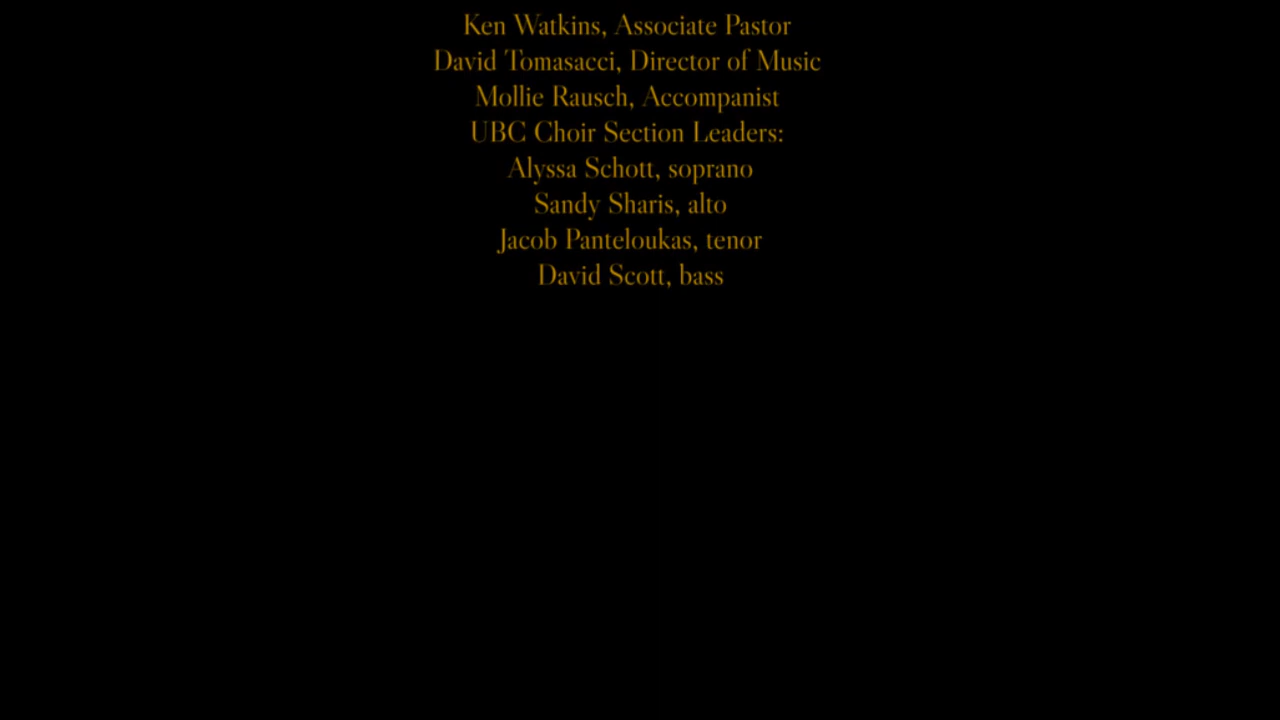 Ken Watkins, Associate Pastor
David Tomasacci, Director of Music
Mollie Rausch, Accompanist
UBC Choir Section Leaders:
Alyssa Schott, soprano
Sandy Sharis, alto
Jacob Panteloukas, tenor
David Scott, bass